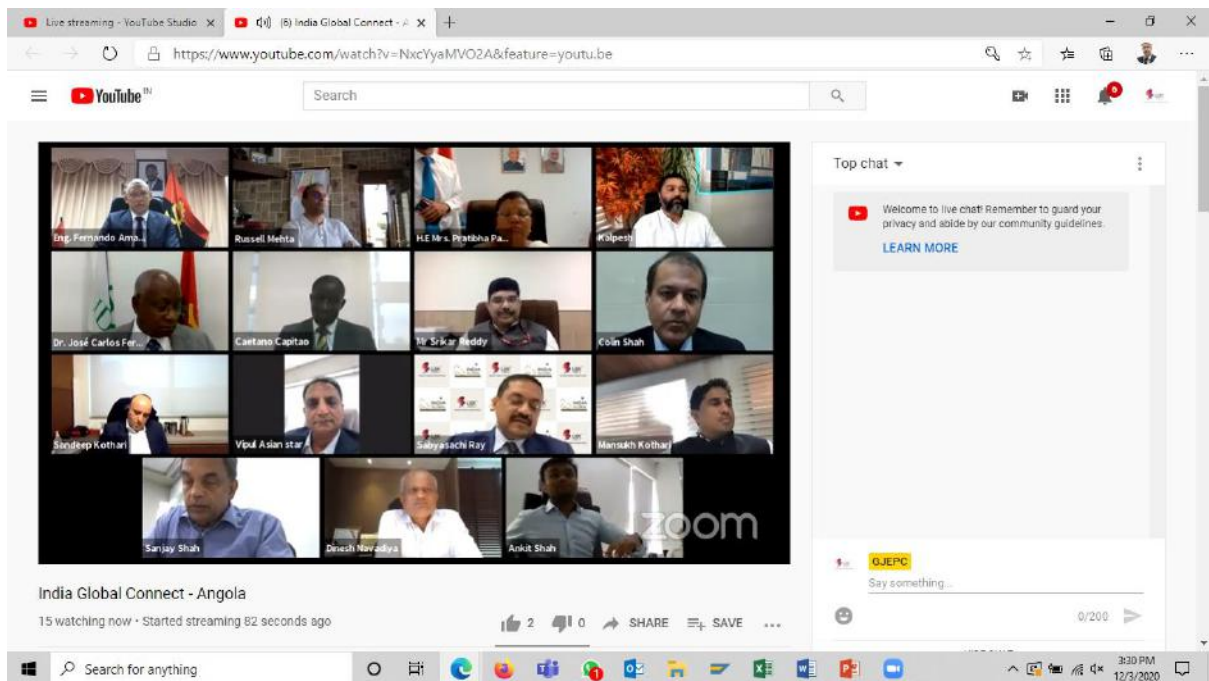 Live streaming - YouTube Studio
(6) India Global Connect - A
https://www.youtube.com/watch?v=NxcYyaMVO2A&feature=youtu.be
YouTube IN
Search
Eng. Fernando Ama...
Russell Mehta
H.E Mrs. Pratibha Pa...
Kalpesh
Dr. José Carlos Fer...
Caetano Capitao
Mr Srikar Reddy
Colin Shah
Sandeep Kothari
Vipul Asian star
Sabyasachi Ray
Mansukh Kothari
Sanjay Shah
Dinesh Navadiya
Ankit Shah
zoom
Top chat
Welcome to live chat! Remember to guard your
privacy and abide by our community guidelines.
LEARN MORE
GJEPC
Say something...
0/200
India Global Connect - Angola
15 watching now • Started streaming 82 seconds ago
2
0
SHARE
SAVE
Search for anything
3:30 PM
12/3/2020